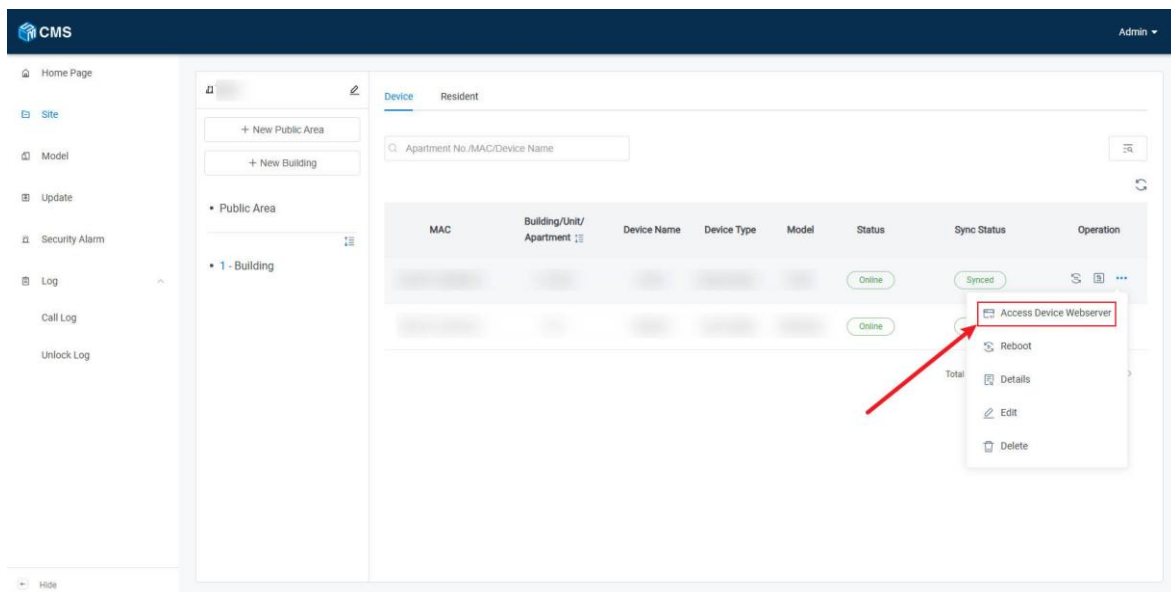 CMS
Admin
Home Page
Site
Model
Update
Security Alarm
Log
Call Log
Unlock Log
Hide
+ New Public Area
+ New Building
• Public Area
• 1 - Building
Device Resident
Apartment No./MAC/Device Name
MAC Building/Unit/Apartment Device Name Device Type Model Status Sync Status Operation
Online Synced
Access Device Webserver
Online
Reboot
Total
Details
Edit
Delete